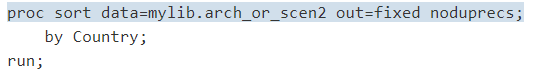 proc sort data=mylib.arch_or_scen2 out=fixed noduprecs;
    by Country;
run;